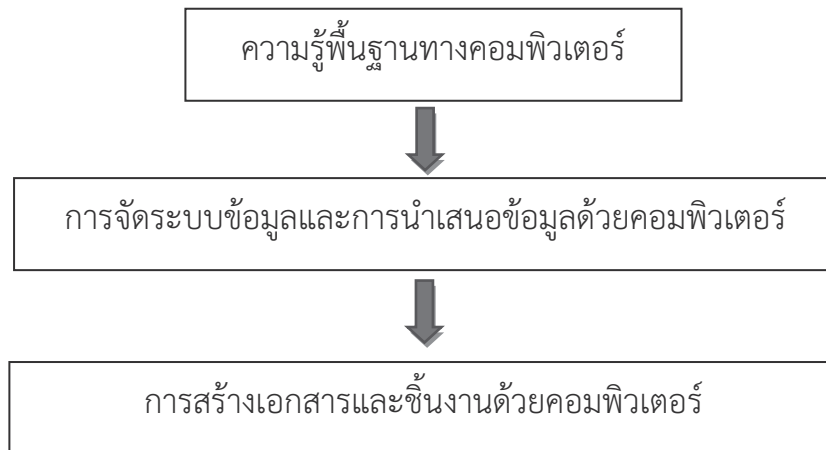 ความรู้พื้นฐานทางคอมพิวเตอร์
การจัดระบบข้อมูลและการนำเสนอข้อมูลด้วยคอมพิวเตอร์
การสร้างเอกสารและชิ้นงานด้วยคอมพิวเตอร์